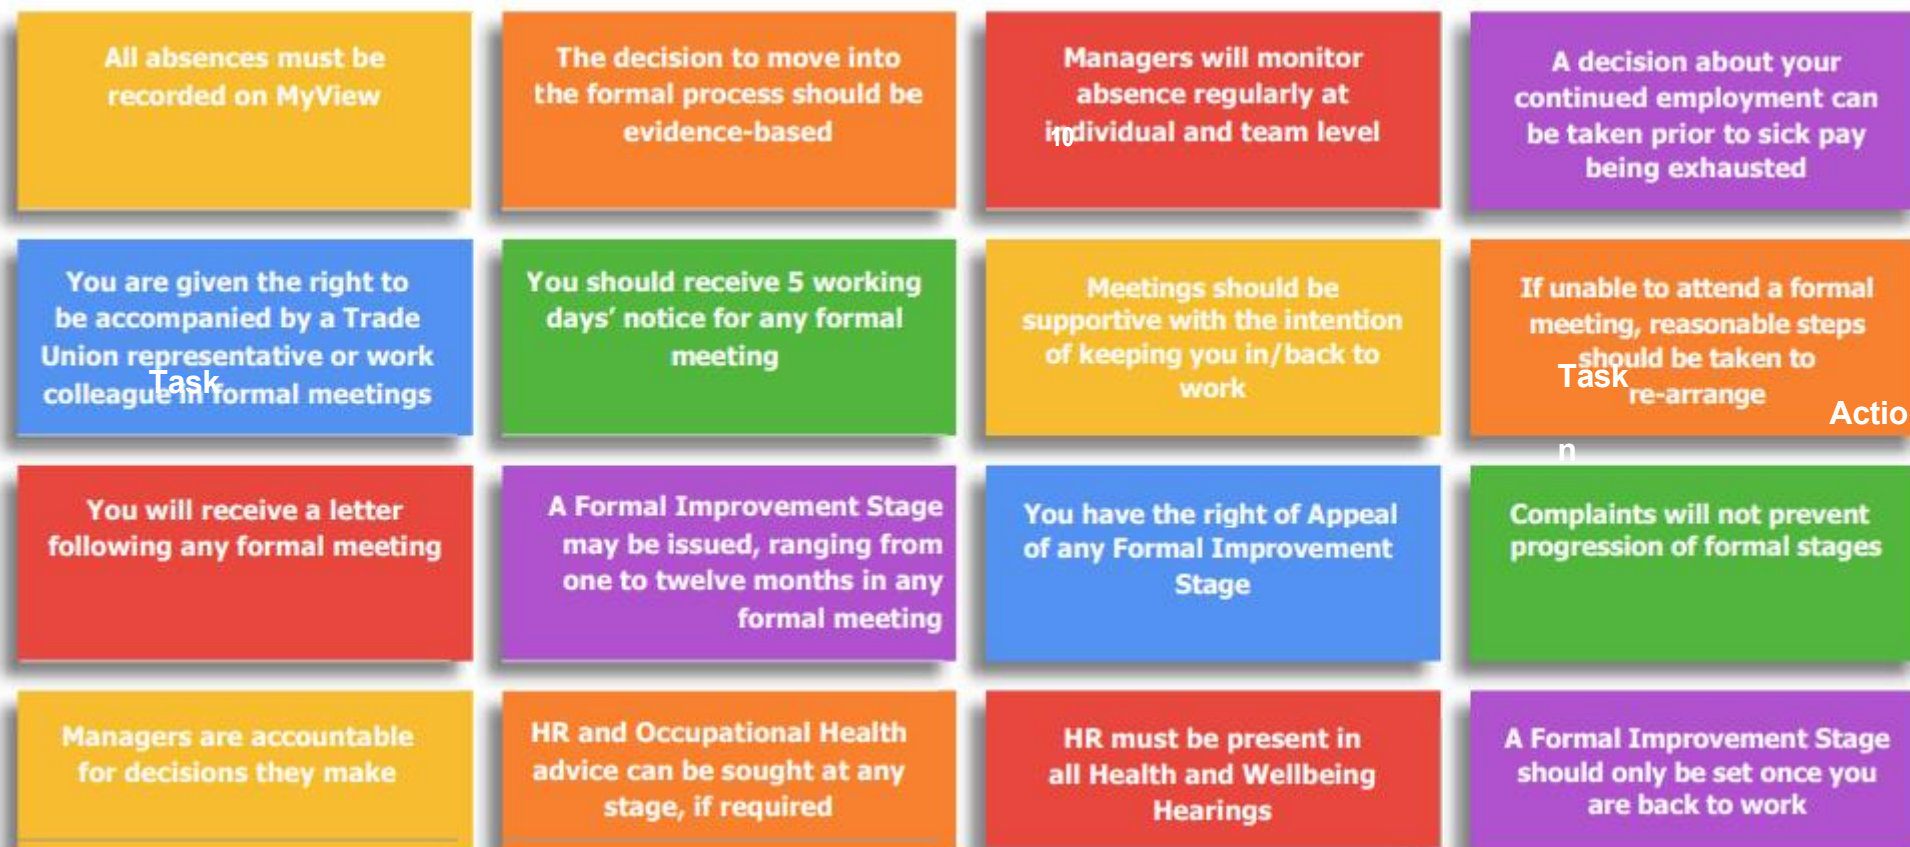 All absences must be
recorded on MyView
The decision to move into
the formal process should be
evidence-based
Managers will monitor
absence regularly at
individual and team level
10
A decision about your
continued employment can
be taken prior to sick pay
being exhausted
You are given the right to
be accompanied by a Trade
Union representative or work
colleague in formal meetings
Task
You should receive 5 working
days’ notice for any formal
meeting
Meetings should be
supportive with the intention
of keeping you in/back to
work
If unable to attend a formal
meeting, reasonable steps
should be taken to
re-arrange
Task
Actio
n
You will receive a letter
following any formal meeting
A Formal Improvement Stage
may be issued, ranging from
one to twelve months in any
formal meeting
You have the right of Appeal
of any Formal Improvement
Stage
Complaints will not prevent
progression of formal stages
Managers are accountable
for decisions they make
HR and Occupational Health
advice can be sought at any
stage, if required
HR must be present in
all Health and Wellbeing
Hearings
A Formal Improvement Stage
should only be set once you
are back to work